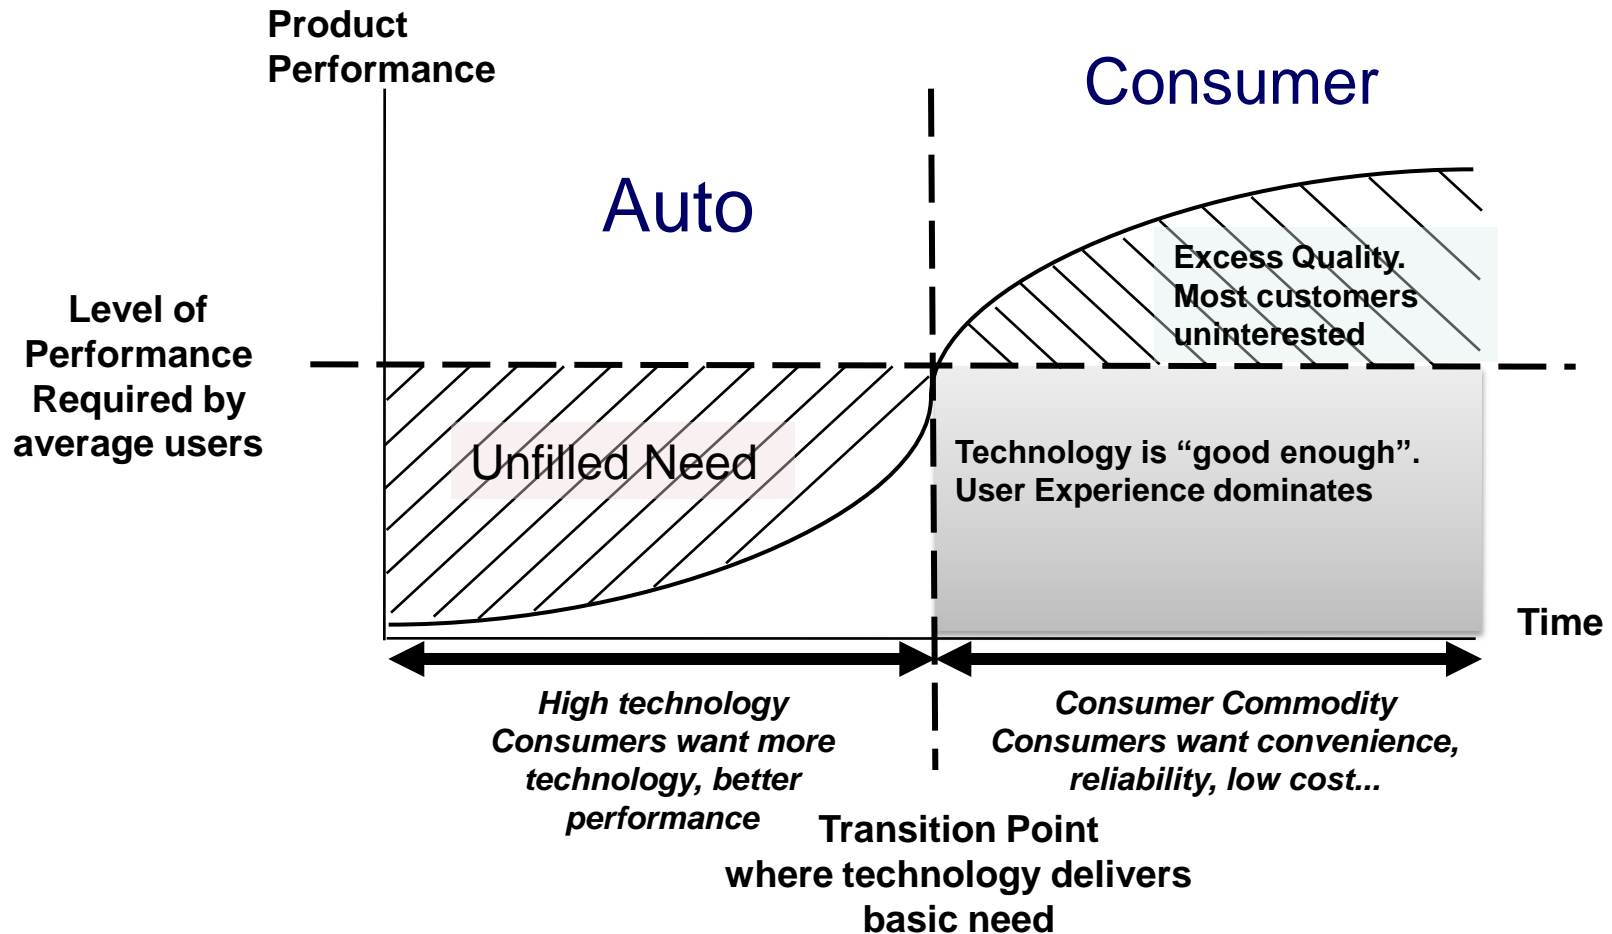 Product
Performance
Consumer
Auto
Level of
Performance
Required by
average users
Excess Quality.
Most customers
uninterested
Unfilled Need
Technology is “good enough”.
User Experience dominates
Time
High technology
Consumers want more
technology, better
performance
Consumer Commodity
Consumers want convenience,
reliability, low cost...
Transition Point
where technology delivers
basic need